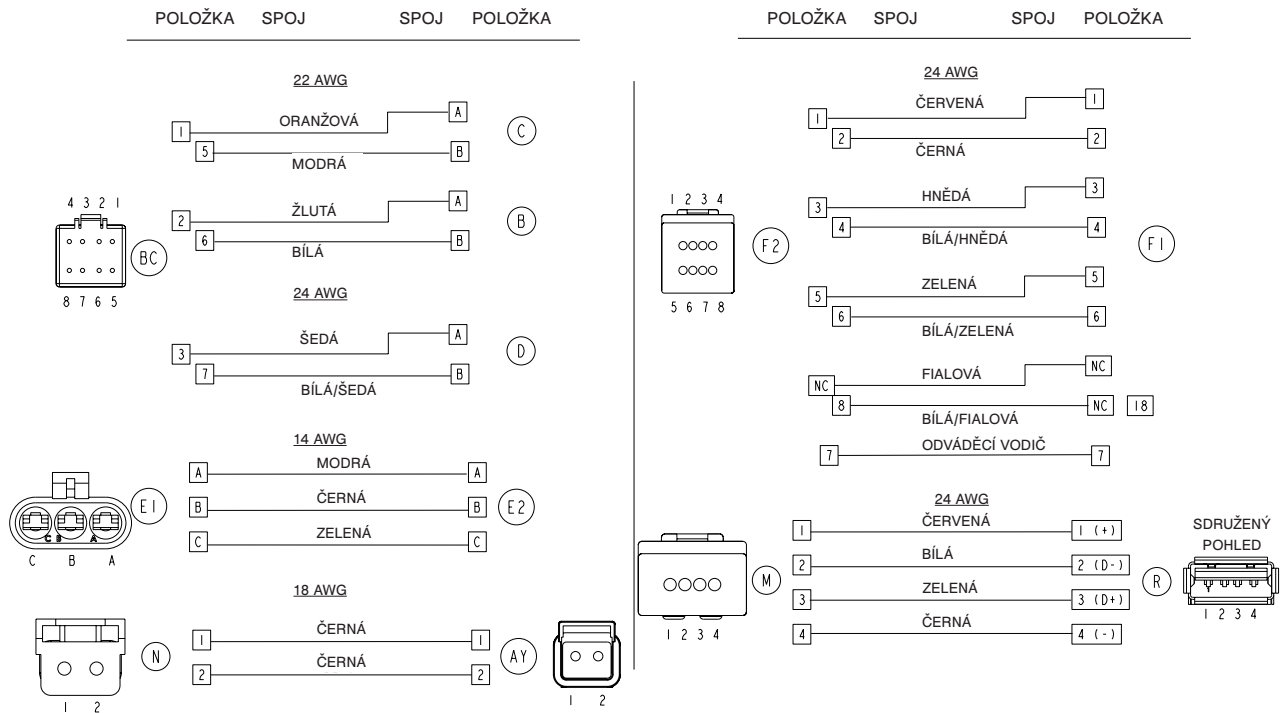 POLOŽKA SPOJ SPOJ POLOŽKA
22 AWG
1 ORANŽOVÁ A
5 MODRÁ B
C
4 3 2 1
8 7 6 5
BC
2 ŽLUTÁ A
6 BÍLÁ B
B
24 AWG
3 ŠEDÁ A
7 BÍLÁ/ŠEDÁ B
D
14 AWG
C B A
C B A
E1
A MODRÁ A
B ČERNÁ B
C ZELENÁ C
E2
18 AWG
1 2
N
1 ČERNÁ 1
2 ČERNÁ 2
AY
1 2
POLOŽKA SPOJ SPOJ POLOŽKA
24 AWG
1 2 3 4
5 6 7 8
F2
1 ČERVENÁ 1
2 ČERNÁ 2
3 HNĚDÁ 3
4 BÍLÁ/HNĚDÁ 4
F1
5 ZELENÁ 5
6 BÍLÁ/ZELENÁ 6
NC FIALOVÁ NC
8 BÍLÁ/FIALOVÁ NC 18
7 ODVÁDĚCÍ VODIČ 7
24 AWG
1 2 3 4
M
1 ČERVENÁ 1 (+)
2 BÍLÁ 2 (D-)
3 ZELENÁ 3 (D+)
4 ČERNÁ 4 (-)
R
SDRUŽENÝ
POHLED
1 2 3 4